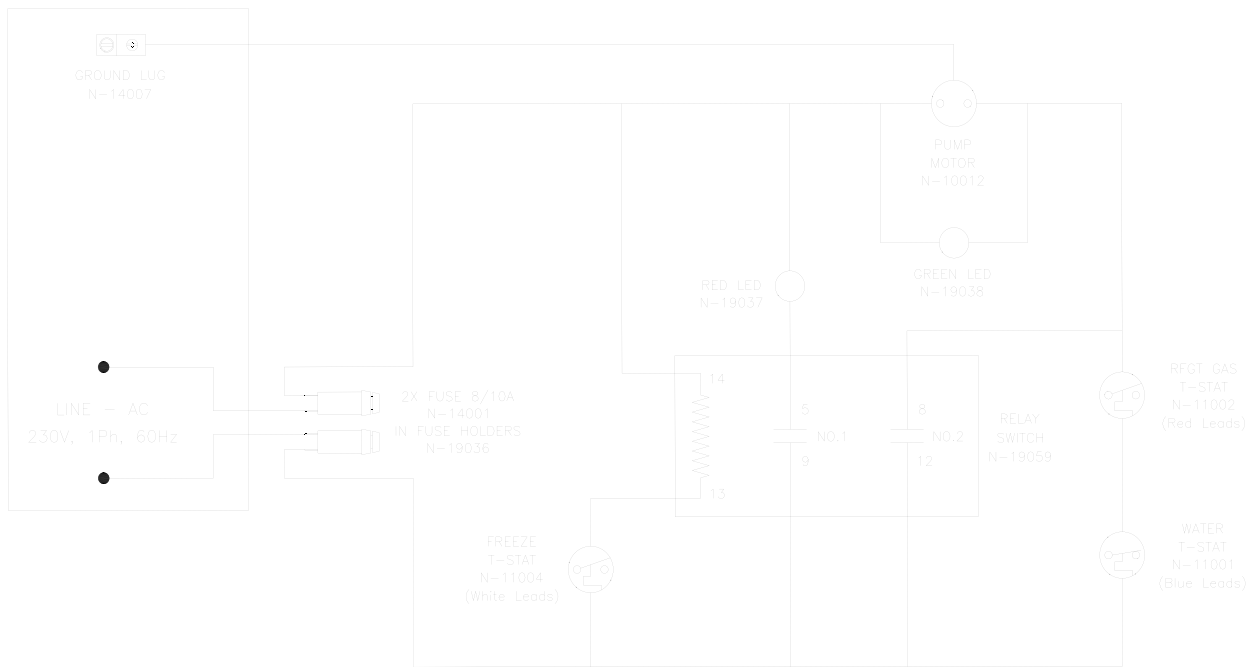 GROUND LUG
N-14007
PUMP
MOTOR
N-10012
GREEN LED
N-19038
RED LED
N-19037
LINE - AC
230V, 1Ph, 60Hz
2X FUSE 8/10A
N-14001
IN FUSE HOLDERS
N-19036
14
5
9
NO.1
8
12
NO.2
13
RELAY
SWITCH
N-19059
RFGT GAS
T-STAT
N-11002
(Red Leads)
FREEZE
T-STAT
N-11004
(White Leads)
WATER
T-STAT
N-11001
(Blue Leads)